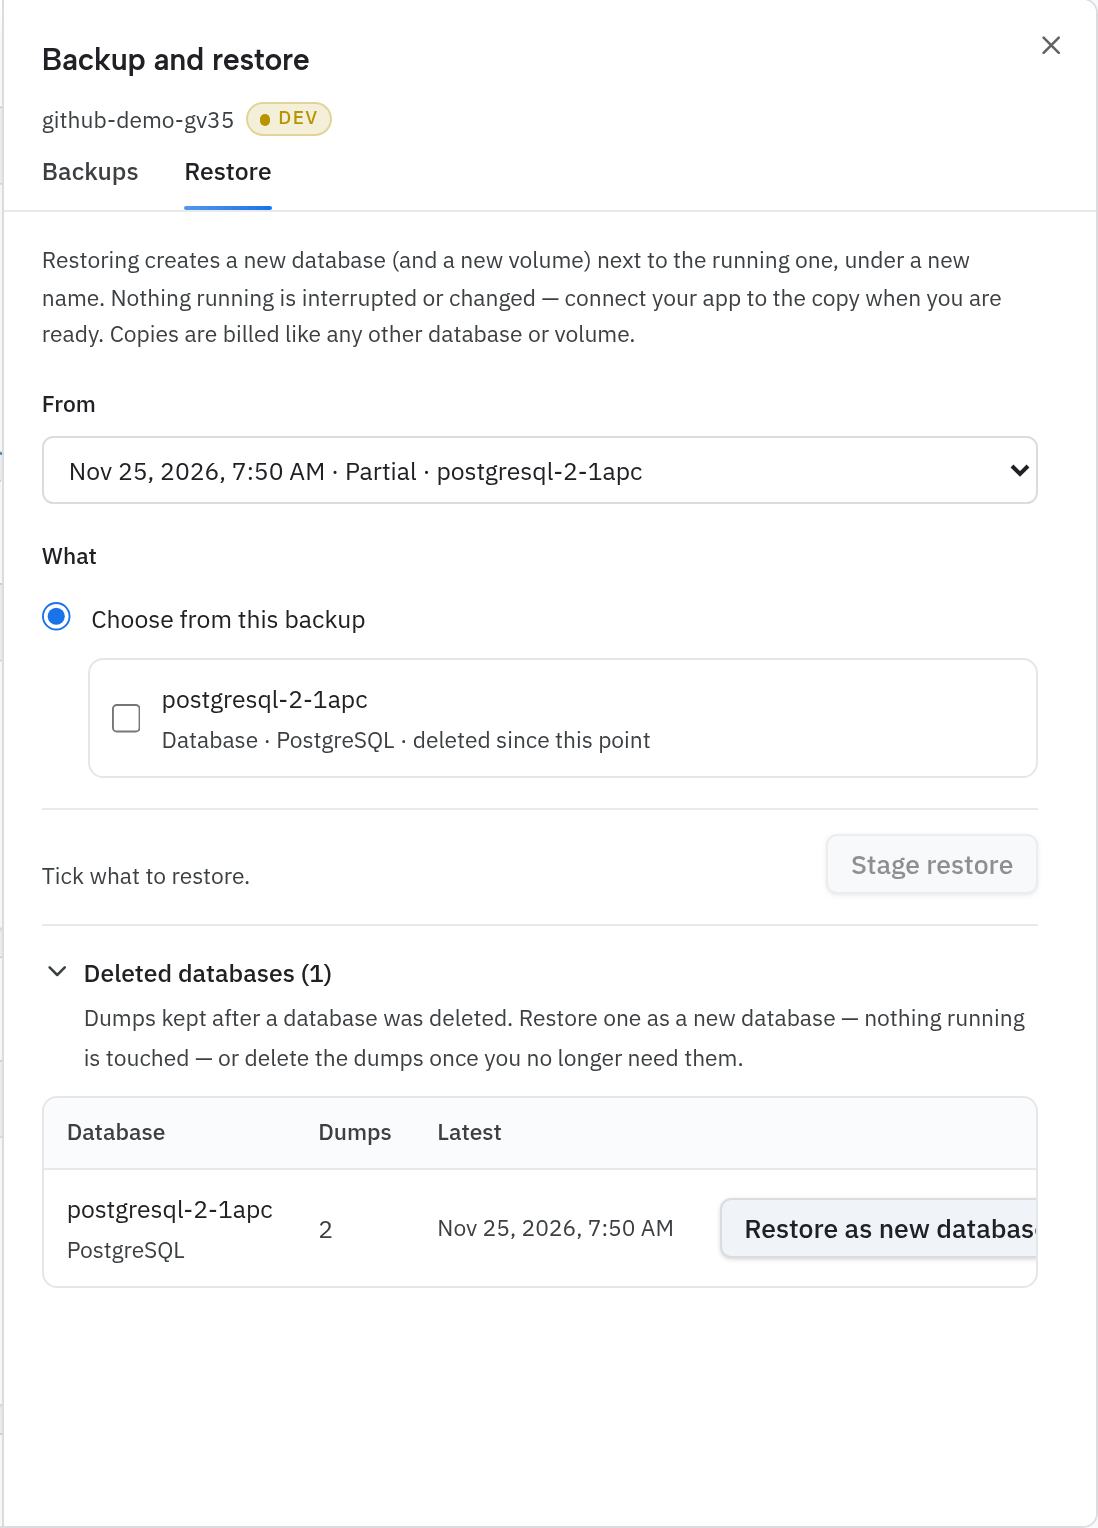 Backup and restore
github-demo-gv35 DEV
Backups Restore
Restoring creates a new database (and a new volume) next to the running one, under a new
name. Nothing running is interrupted or changed — connect your app to the copy when you are
ready. Copies are billed like any other database or volume.
From
Nov 25, 2026, 7:50 AM · Partial · postgresql-2-1apc
What
Choose from this backup
postgresql-2-1apc
Database · PostgreSQL · deleted since this point
Tick what to restore.
Stage restore
Deleted databases (1)
Dumps kept after a database was deleted. Restore one as a new database — nothing running
is touched — or delete the dumps once you no longer need them.
Database Dumps Latest
postgresql-2-1apc
PostgreSQL
2
Nov 25, 2026, 7:50 AM
Restore as new databas